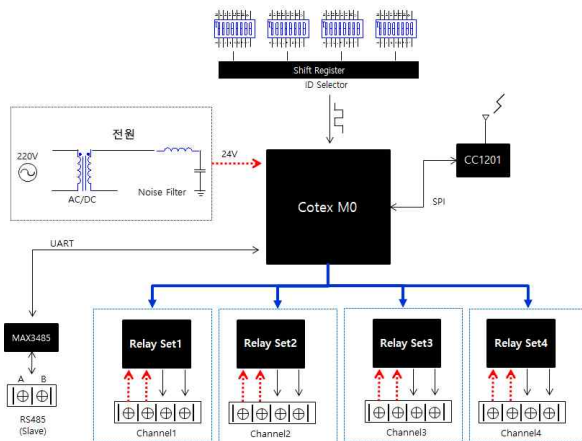 Shift Register
ID Selector
전원
220V
24V
AC/DC
Noise Filter
Cotex M0
CC1201
SPI
UART
MAX3485
A B
RS485
(Slave)
Relay Set1
Relay Set2
Relay Set3
Relay Set4
Channel1
Channel2
Channel3
Channel4